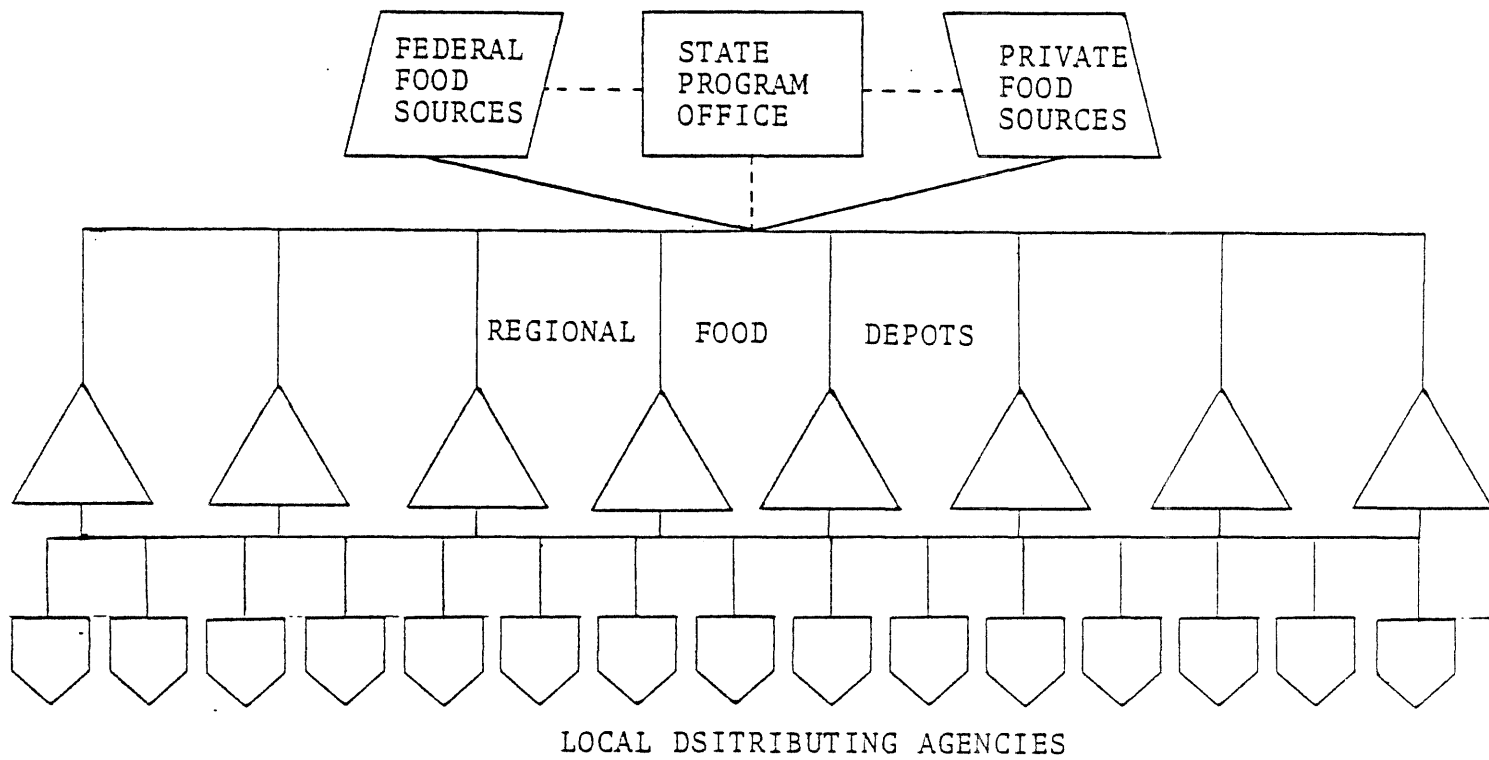 FEDERAL
FOOD
SOURCES
STATE
PROGRAM
OFFICE
PRIVATE
FOOD
SOURCES
REGIONAL FOOD DEPOTS
LOCAL DSITRIBUTING AGENCIES